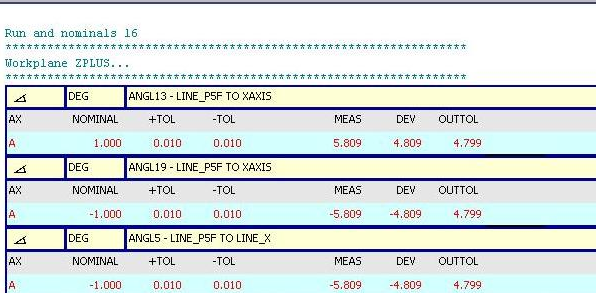 Run and nominals 16
******************************************************************
Workplane ZPLUS...
******************************************************************
DEG ANGL13 - LINE_P5F TO XAXIS
AX NOMINAL +TOL -TOL MEAS DEV OUTTOL
A 1.000 0.010 0.010 5.809 4.809 4.799
DEG ANGL19 - LINE_P5F TO XAXIS
AX NOMINAL +TOL -TOL MEAS DEV OUTTOL
A -1.000 0.010 0.010 -5.809 -4.809 4.799
DEG ANGL5 - LINE_P5F TO LINE_X
AX NOMINAL +TOL -TOL MEAS DEV OUTTOL
A -1.000 0.010 0.010 -5.809 -4.809 4.799